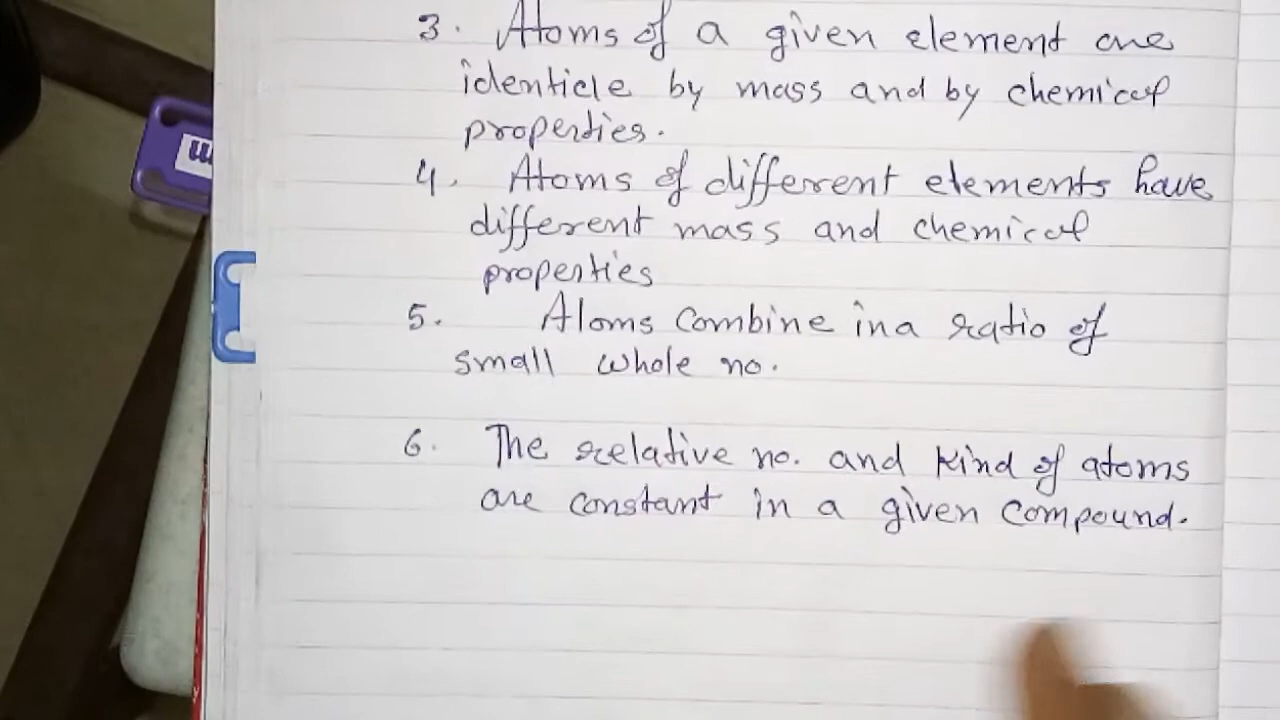 3. Atoms of a given element are
identicle by mass and by chemical
properties.
4. Atoms of different elements have
different mass and chemical
properties
5. Atoms combine in a ratio of
small whole no.
6. The relative no. and kind of atoms
are constant in a given compound.